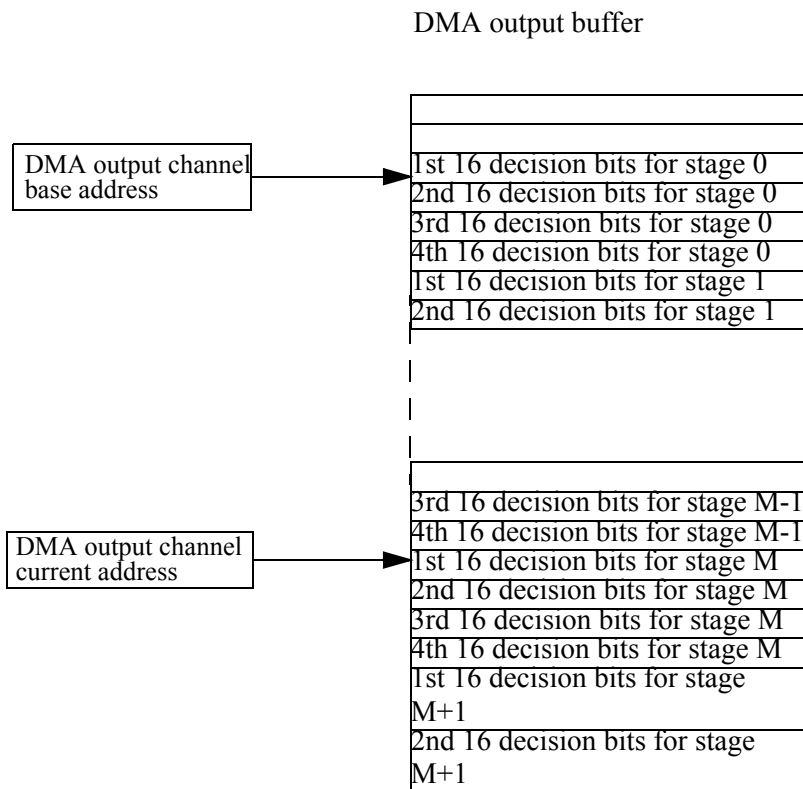 DMA output buffer
DMA output channel
base address
1st 16 decision bits for stage 0
2nd 16 decision bits for stage 0
3rd 16 decision bits for stage 0
4th 16 decision bits for stage 0
1st 16 decision bits for stage 1
2nd 16 decision bits for stage 1
3rd 16 decision bits for stage M-1
4th 16 decision bits for stage M-1
DMA output channel
current address
1st 16 decision bits for stage M
2nd 16 decision bits for stage M
3rd 16 decision bits for stage M
4th 16 decision bits for stage M
1st 16 decision bits for stage
M+1
2nd 16 decision bits for stage
M+1